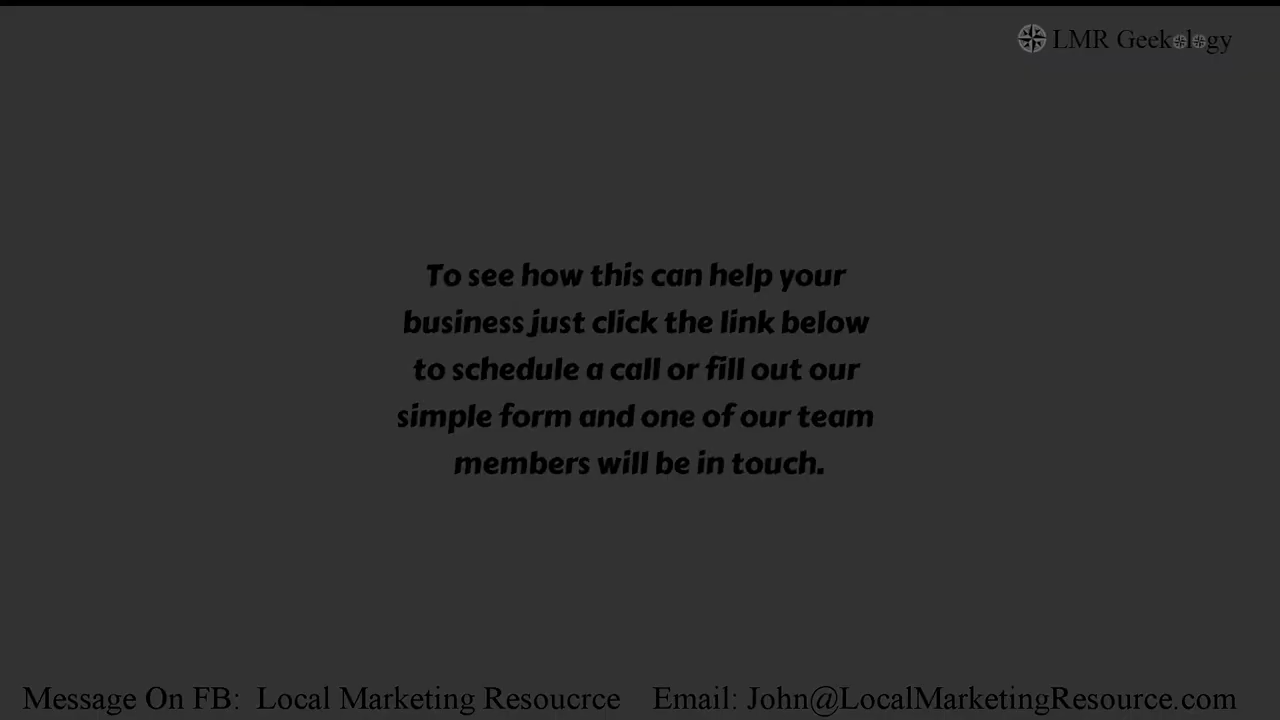 LMR Geekology
To see how this can help your
business just click the link below
to schedule a call or fill out our
simple form and one of our team
members will be in touch.
Message On FB: Local Marketing Resoucrce Email: John@LocalMarketingResource.com